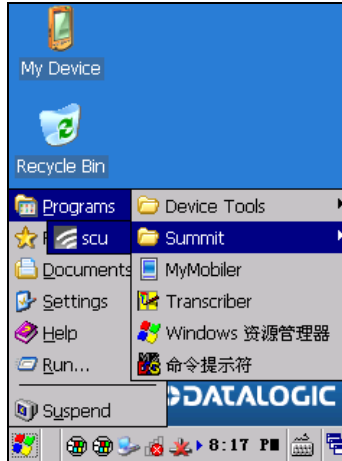 My Device
Recycle Bin
Programs
Device Tools
F
scu
Summit
Documents
MyMobiler
Settings
Transcriber
Help
Windows 资源管理器
Run...
命令提示符
DATALOGIC
Suspend
8:17 PM